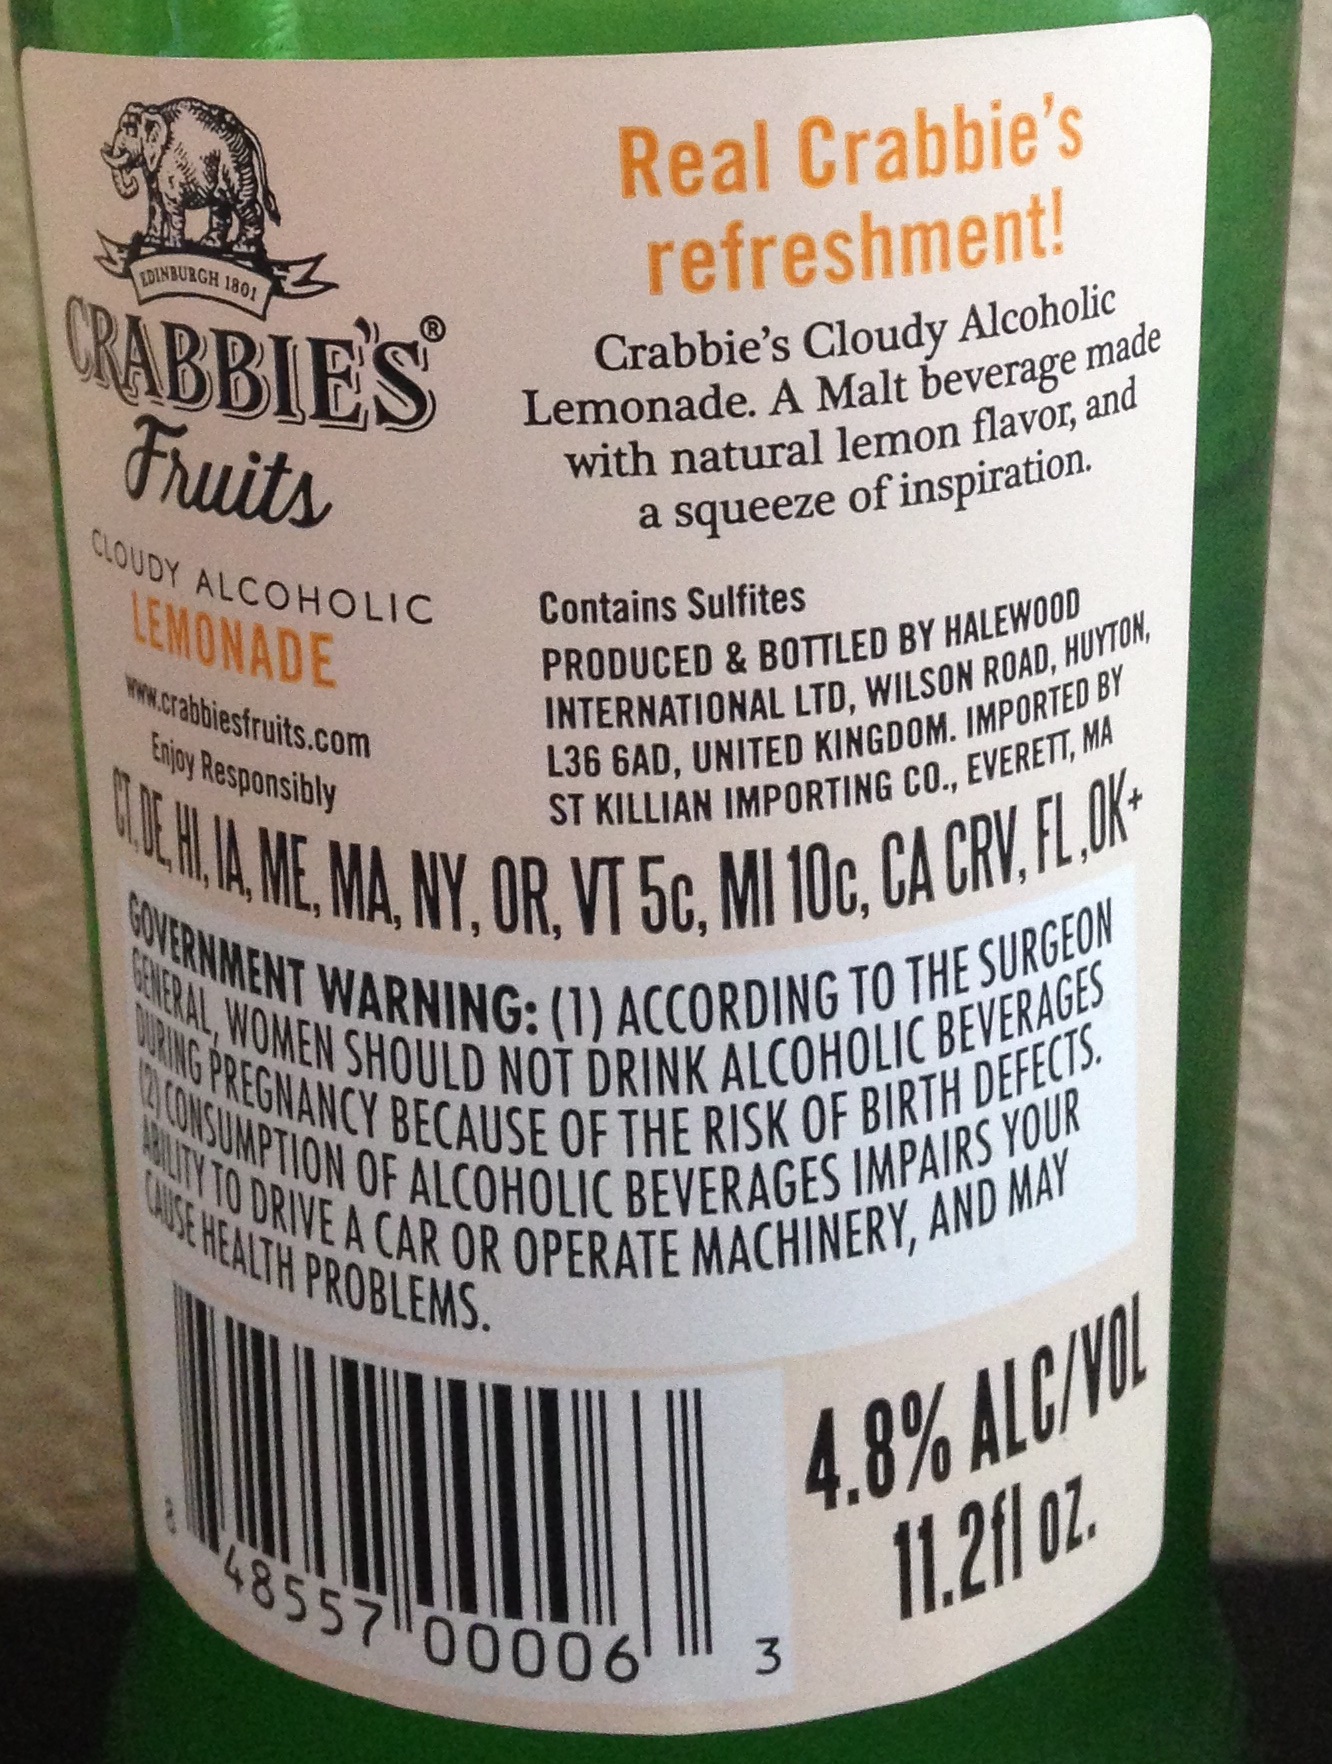 EDINBURGH 1801
CRABBIE'S®
Fruits
CLOUDY ALCOHOLIC
LEMONADE
www.crabbiesfruits.com
Enjoy Responsibly
Real Crabbie's
refreshment!
Crabbie's Cloudy Alcoholic
Lemonade. A Malt beverage made
with natural lemon flavor, and
a squeeze of inspiration.
Contains Sulfites
PRODUCED & BOTTLED BY HALEWOOD
INTERNATIONAL LTD, WILSON ROAD, HUYTON,
L36 6AD, UNITED KINGDOM. IMPORTED BY
ST KILLIAN IMPORTING CO., EVERETT, MA
CT, DE, HI, IA, ME, MA, NY, OR, VT 5c, MI 10c, CA CRV, FL ,OK+
GOVERNMENT WARNING: (1) ACCORDING TO THE SURGEON
GENERAL, WOMEN SHOULD NOT DRINK ALCOHOLIC BEVERAGES
DURING PREGNANCY BECAUSE OF THE RISK OF BIRTH DEFECTS.
(2) CONSUMPTION OF ALCOHOLIC BEVERAGES IMPAIRS YOUR
ABILITY TO DRIVE A CAR OR OPERATE MACHINERY, AND MAY
CAUSE HEALTH PROBLEMS.
4.8% ALC/VOL
11.2fl oz.
8 48557 00006 3